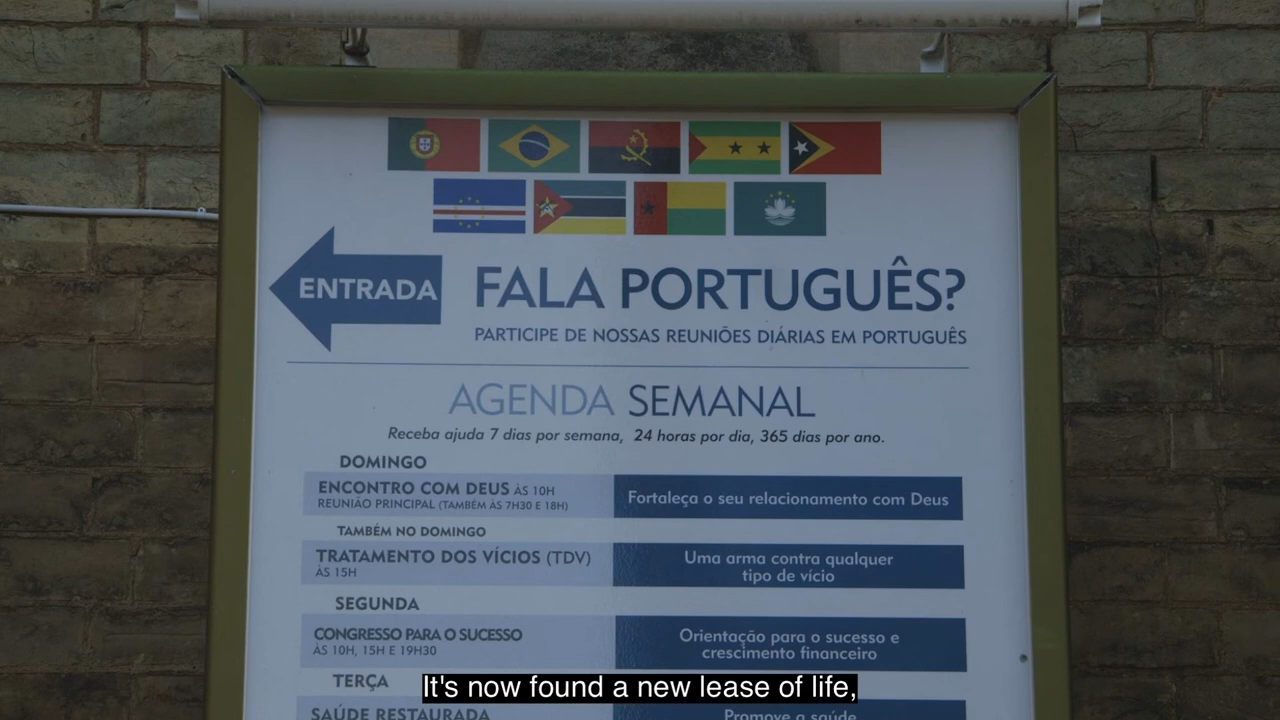 ENTRADA
FALA PORTUGUÊS?
PARTICIPE DE NOSSAS REUNIÕES DIÁRIAS EM PORTUGUÊS
AGENDA SEMANAL
Receba ajuda 7 dias por semana, 24 horas por dia, 365 dias por ano.
DOMINGO
ENCONTRO COM DEUS ÀS 10H
REUNIÃO PRINCIPAL (TAMBÉM ÀS 7H30 E 18H)
Fortaleça o seu relacionamento com Deus
TAMBÉM NO DOMINGO
TRATAMENTO DOS VÍCIOS (TDV)
ÀS 15H
Uma arma contra qualquer
tipo de vício
SEGUNDA
CONGRESSO PARA O SUCESSO
ÀS 10H, 15H E 19H30
Orientação para o sucesso e
crescimento financeiro
TERÇA
SAÚDE RESTAURADA
Promove a saúde
It's now found a new lease of life,